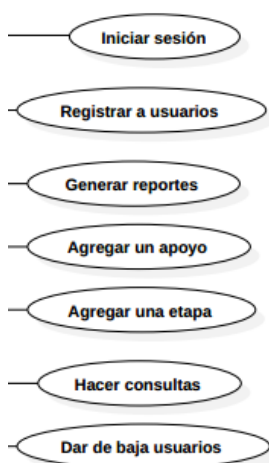 Iniciar sesión
Registrar a usuarios
Generar reportes
Agregar un apoyo
Agregar una etapa
Hacer consultas
Dar de baja usuarios